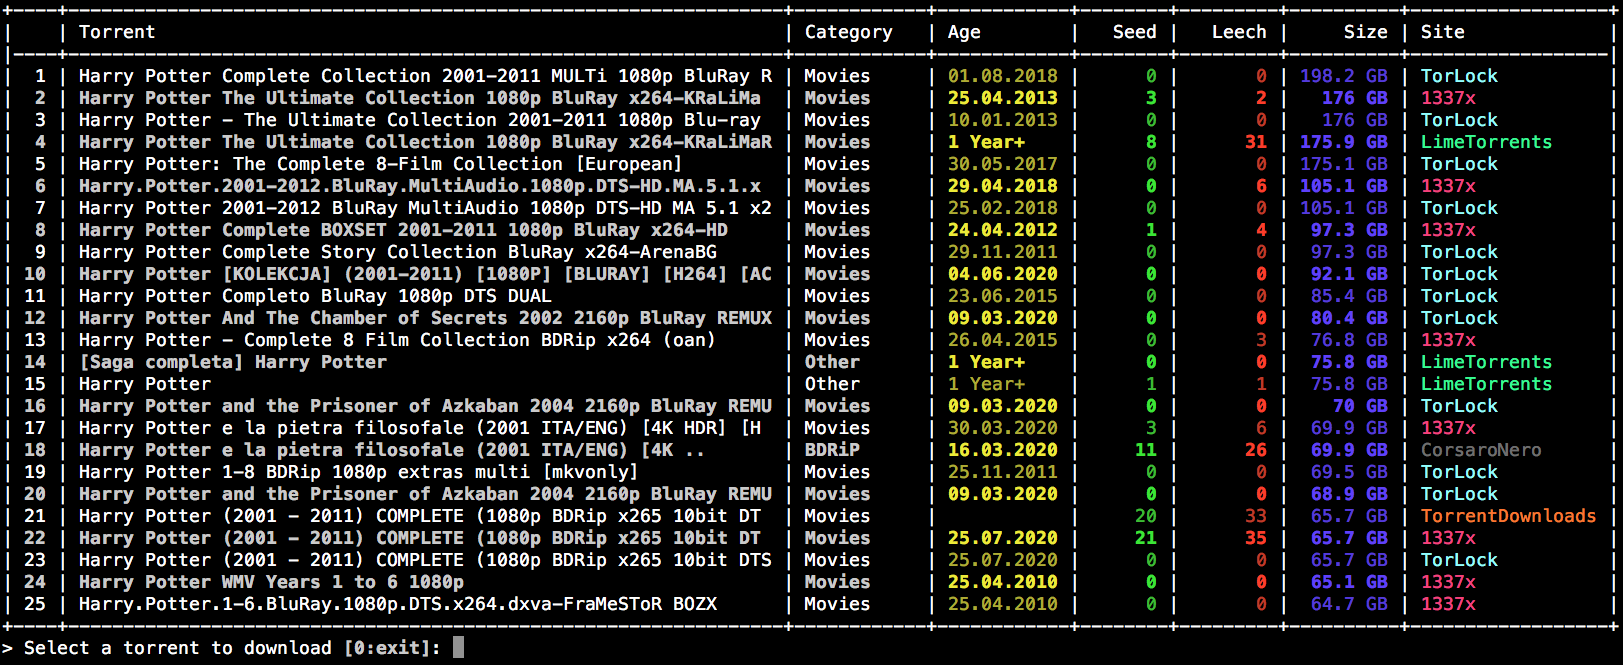 +----+------------------------------------------------------------------+------------+------------+--------+---------+----------+------------------+
|    | Torrent                                                          | Category   | Age        |   Seed |   Leech |     Size | Site             |
|----+------------------------------------------------------------------+------------+------------+--------+---------+----------+------------------|
|  1 | Harry Potter Complete Collection 2001-2011 MULTi 1080p BluRay R | Movies | 01.08.2018 | 0 | 0 | 198.2 GB | TorLock |
|  2 | Harry Potter The Ultimate Collection 1080p BluRay x264-KRaLiMa | Movies | 25.04.2013 | 3 | 2 | 176 GB | 1337x |
|  3 | Harry Potter - The Ultimate Collection 2001-2011 1080p Blu-ray | Movies | 10.01.2013 | 0 | 0 | 176 GB | TorLock |
|  4 | Harry Potter The Ultimate Collection 1080p BluRay x264-KRaLiMaR | Movies | 1 Year+ | 8 | 31 | 175.9 GB | LimeTorrents |
|  5 | Harry Potter: The Complete 8-Film Collection [European] | Movies | 30.05.2017 | 0 | 0 | 175.1 GB | TorLock |
|  6 | Harry.Potter.2001-2012.BluRay.MultiAudio.1080p.DTS-HD.MA.5.1.x | Movies | 29.04.2018 | 0 | 6 | 105.1 GB | 1337x |
|  7 | Harry Potter 2001-2012 BluRay MultiAudio 1080p DTS-HD MA 5.1 x2 | Movies | 25.02.2018 | 0 | 0 | 105.1 GB | TorLock |
|  8 | Harry Potter Complete BOXSET 2001-2011 1080p BluRay x264-HD | Movies | 24.04.2012 | 1 | 4 | 97.3 GB | 1337x |
|  9 | Harry Potter Complete Story Collection BluRay x264-ArenaBG | Movies | 29.11.2011 | 0 | 0 | 97.3 GB | TorLock |
| 10 | Harry Potter [KOLEKCJA] (2001-2011) [1080P] [BLURAY] [H264] [AC | Movies | 04.06.2020 | 0 | 0 | 92.1 GB | TorLock |
| 11 | Harry Potter Completo BluRay 1080p DTS DUAL | Movies | 23.06.2015 | 0 | 0 | 85.4 GB | TorLock |
| 12 | Harry Potter And The Chamber of Secrets 2002 2160p BluRay REMUX | Movies | 09.03.2020 | 0 | 0 | 80.4 GB | TorLock |
| 13 | Harry Potter - Complete 8 Film Collection BDRip x264 (oan) | Movies | 26.04.2015 | 0 | 3 | 76.8 GB | 1337x |
| 14 | [Saga completa] Harry Potter | Other | 1 Year+ | 0 | 0 | 75.8 GB | LimeTorrents |
| 15 | Harry Potter | Other | 1 Year+ | 1 | 1 | 75.8 GB | LimeTorrents |
| 16 | Harry Potter and the Prisoner of Azkaban 2004 2160p BluRay REMU | Movies | 09.03.2020 | 0 | 0 | 70 GB | TorLock |
| 17 | Harry Potter e la pietra filosofale (2001 ITA/ENG) [4K HDR] [H | Movies | 30.03.2020 | 3 | 6 | 69.9 GB | 1337x |
| 18 | Harry Potter e la pietra filosofale (2001 ITA/ENG) [4K .. | BDRiP | 16.03.2020 | 11 | 26 | 69.9 GB | CorsaroNero |
| 19 | Harry Potter 1-8 BDRip 1080p extras multi [mkvonly] | Movies | 25.11.2011 | 0 | 0 | 69.5 GB | TorLock |
| 20 | Harry Potter and the Prisoner of Azkaban 2004 2160p BluRay REMU | Movies | 09.03.2020 | 0 | 0 | 68.9 GB | TorLock |
| 21 | Harry Potter (2001 - 2011) COMPLETE (1080p BDRip x265 10bit DT | Movies | | 20 | 33 | 65.7 GB | TorrentDownloads |
| 22 | Harry Potter (2001 - 2011) COMPLETE (1080p BDRip x265 10bit DT | Movies | 25.07.2020 | 21 | 35 | 65.7 GB | 1337x |
| 23 | Harry Potter (2001 - 2011) COMPLETE (1080p BDRip x265 10bit DTS | Movies | 25.07.2020 | 0 | 0 | 65.7 GB | TorLock |
| 24 | Harry Potter WMV Years 1 to 6 1080p | Movies | 25.04.2010 | 0 | 0 | 65.1 GB | 1337x |
| 25 | Harry.Potter.1-6.BluRay.1080p.DTS.x264.dxva-FraMeSToR BOZX | Movies | 25.04.2010 | 0 | 0 | 64.7 GB | 1337x |
+----+------------------------------------------------------------------+------------+------------+--------+---------+----------+------------------+
> Select a torrent to download [0:exit]: